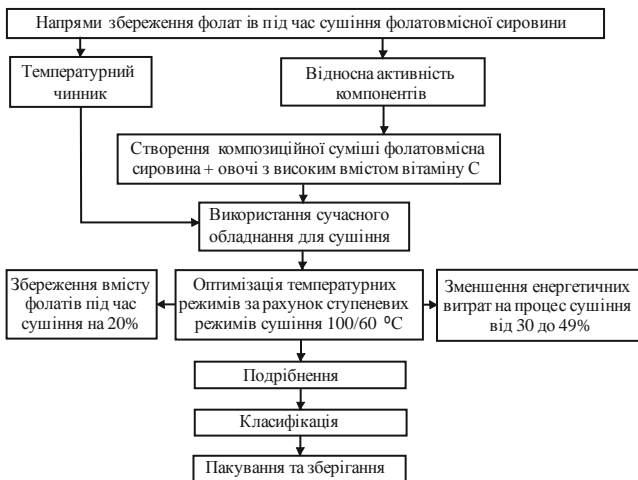 Напрями збереження фолат ів під час сушіння фолатовмісної сировини
Температурний
чинник
Відносна активність
компонентів
Створення композиційної суміші фолатовмісна
сировина + овочі з високим вмістом вітаміну С
Використання сучасного
обладнання для сушіння
Збереження вмісту
фолатів під час
сушіння на 20%
Оптимізація температурних
режимів за рахунок ступеневих
режимів сушіння 100/60 ⁰С
Зменшення енергетичних
витрат на процес сушіння
від 30 до 49%
Подрібнення
Класифікація
Пакування та зберігання